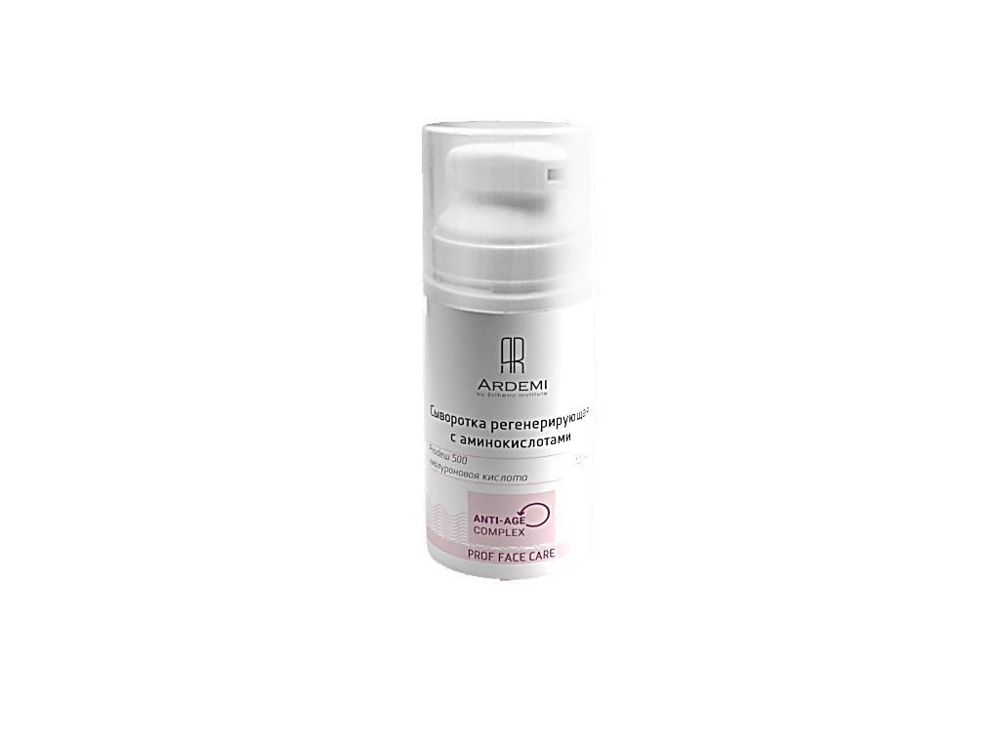 AR
ARDEMI
by Esthetic Institute
Сыворотка регенерирующая
с аминокислотами
Prodew 500
гиалуроновая кислота
ANTI-AGE
COMPLEX
PROF FACE CARE